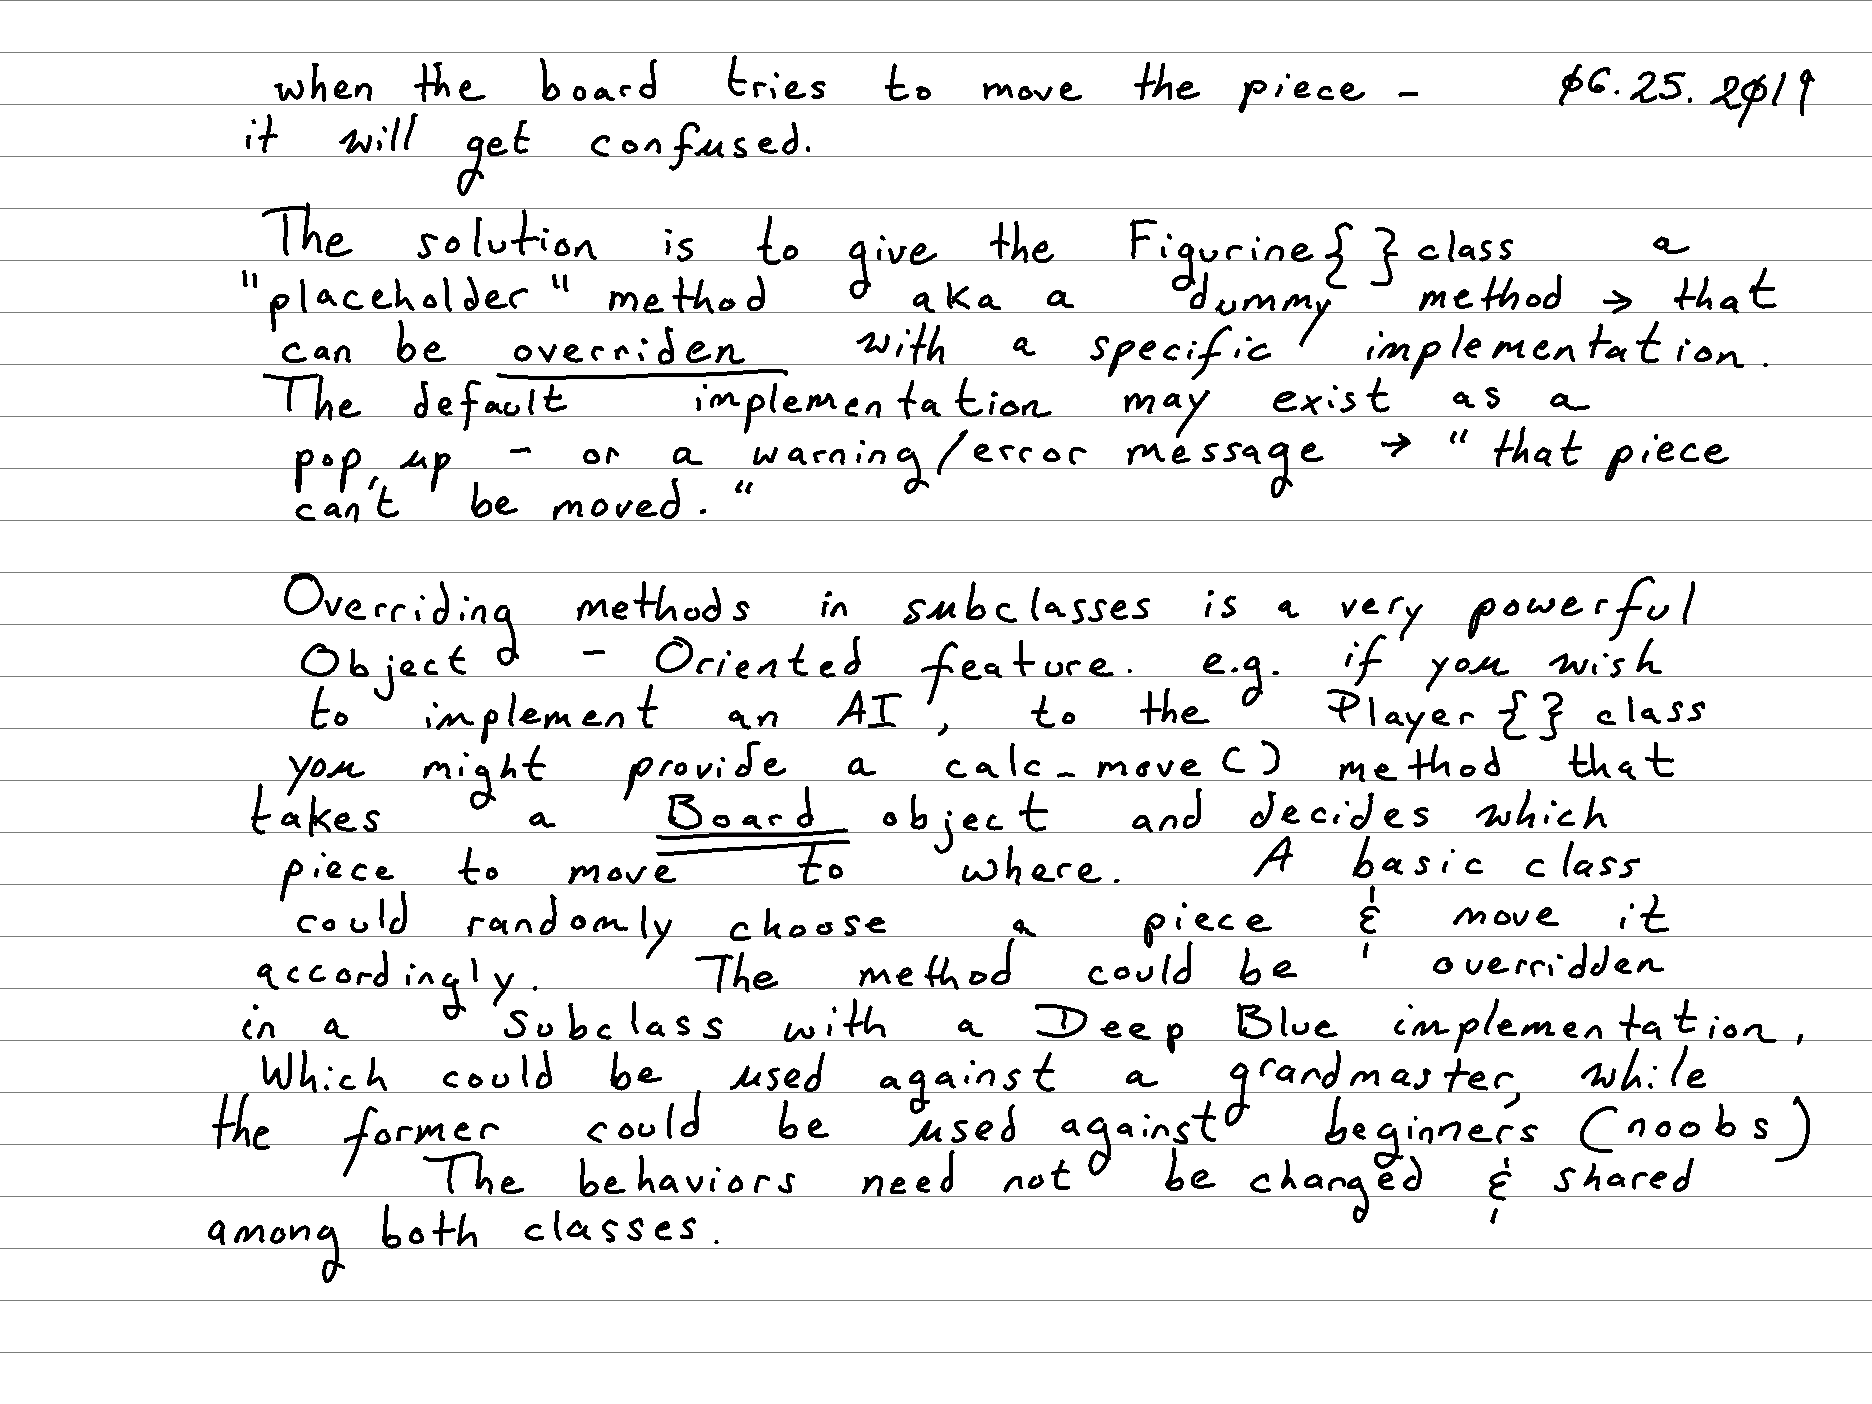 when the board tries to move the piece - 06.25.2019
it will get confused.
The solution is to give the Figurine{ } class a
"placeholder" method aka a dummy method → that
can be overriden with a specific implementation.
The default implementation may exist as a
pop, up - or a warning/error message → "that piece
can't be moved."
Overriding methods in subclasses is a very powerful
Object - Oriented feature. e.g. if you wish
to implement an AI, to the Player{} class
you might provide a calc_move() method that
takes a Board object and decides which
piece to move to where. A basic class
could randomly choose a piece & move it
accordingly. The method could be overridden
in a subclass with a Deep Blue implementation,
Which could be used against a grandmaster, while
the former could be used against beginners (noobs)
The behaviors need not be changed & shared
among both classes.